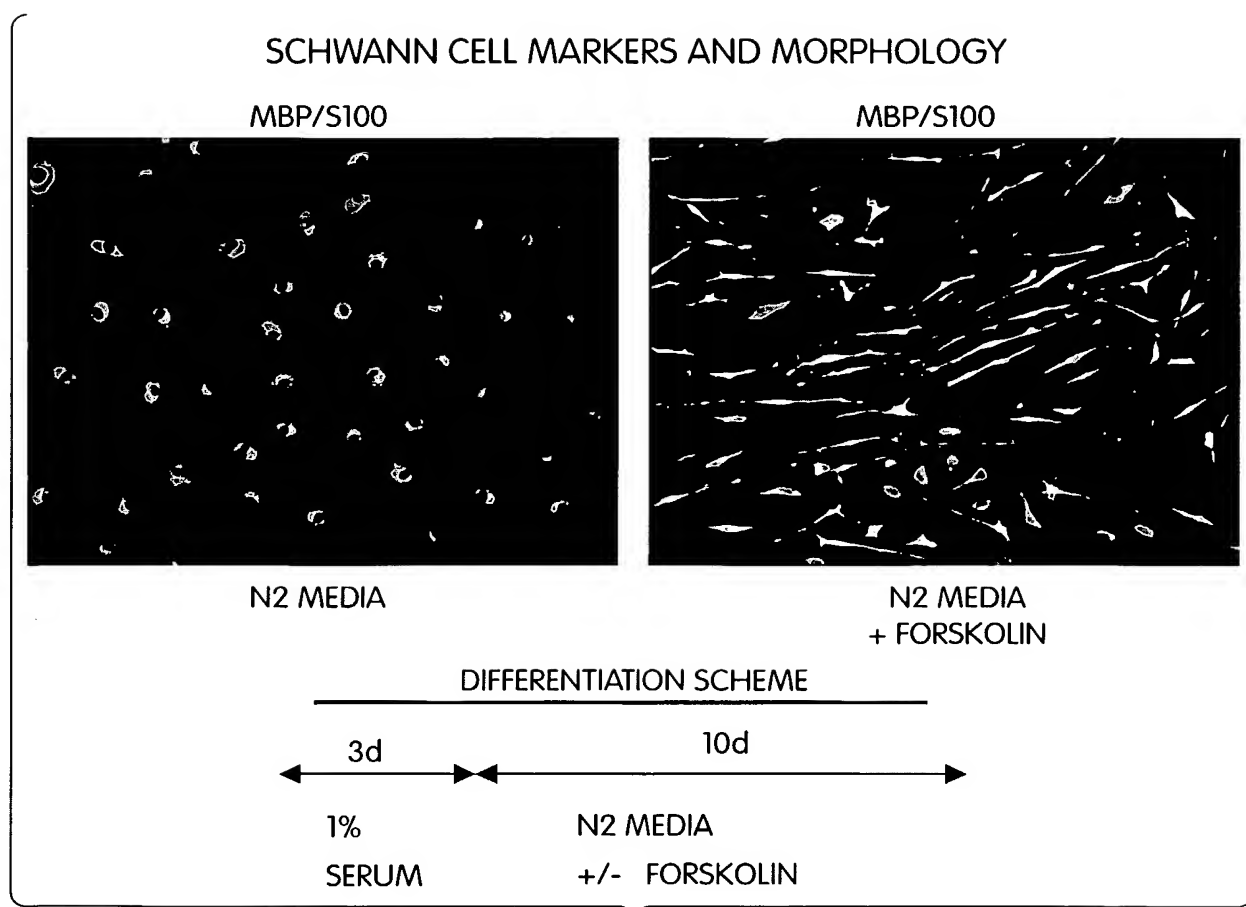 SCHWANN CELL MARKERS AND MORPHOLOGY
MBP/S100
MBP/S100
N2 MEDIA
N2 MEDIA
+ FORSKOLIN
DIFFERENTIATION SCHEME
3d
10d
1%
N2 MEDIA
SERUM
+/- FORSKOLIN